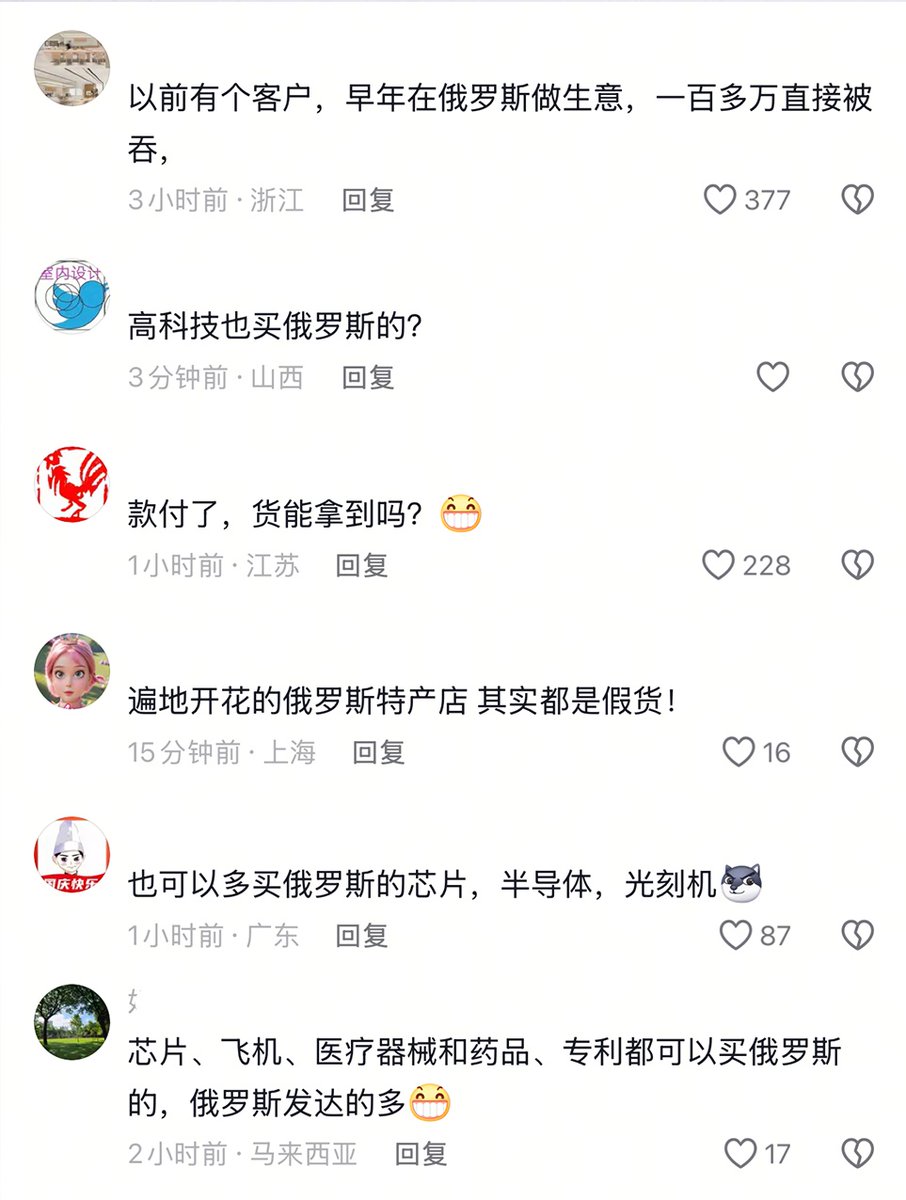 以前有个客户，早年在俄罗斯做生意，一百多万直接被
吞，
3小时前·浙江 回复 377
室内设计
高科技也买俄罗斯的？
3分钟前·山西 回复
款付了，货能拿到吗？😁
1小时前·江苏 回复 228
遍地开花的俄罗斯特产店 其实都是假货！
15分钟前·上海 回复 16
国庆快乐
也可以多买俄罗斯的芯片，半导体，光刻机
1小时前·广东 回复 87
芯片、飞机、医疗器械和药品、专利都可以买俄罗斯
的，俄罗斯发达的多😁
2小时前·马来西亚 回复 17